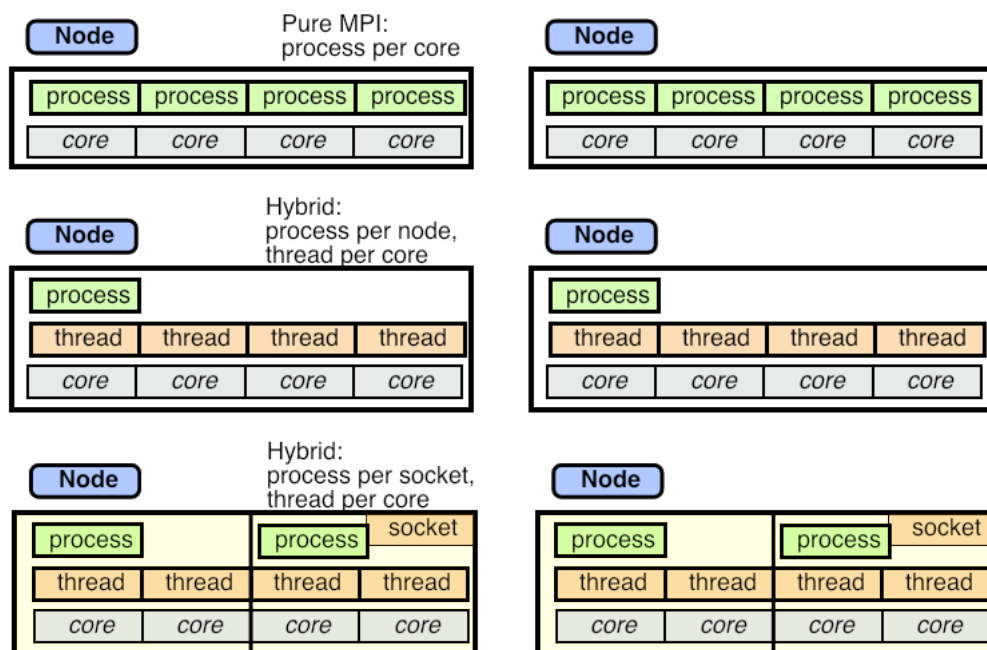 Pure MPI:
Node process per core Node
process process process process process process process process
core core core core core core core core
Hybrid:
Node process per node, Node
thread per core
process process
thread thread thread thread thread thread thread thread
core core core core core core core core
Hybrid:
Node process per socket, Node
thread per core
process process socket process process socket
thread thread thread thread thread thread thread thread
core core core core core core core core